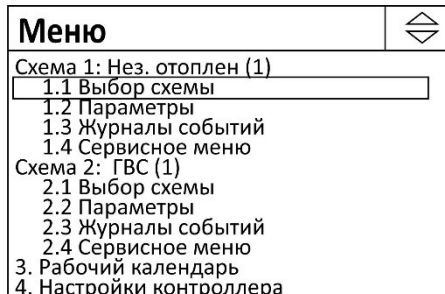 Меню
Схема 1: Нез. отоплен (1)
1.1 Выбор схемы
1.2 Параметры
1.3 Журналы событий
1.4 Сервисное меню
Схема 2: ГВС (1)
2.1 Выбор схемы
2.2 Параметры
2.3 Журналы событий
2.4 Сервисное меню
3. Рабочий календарь
4. Настройки контроллера